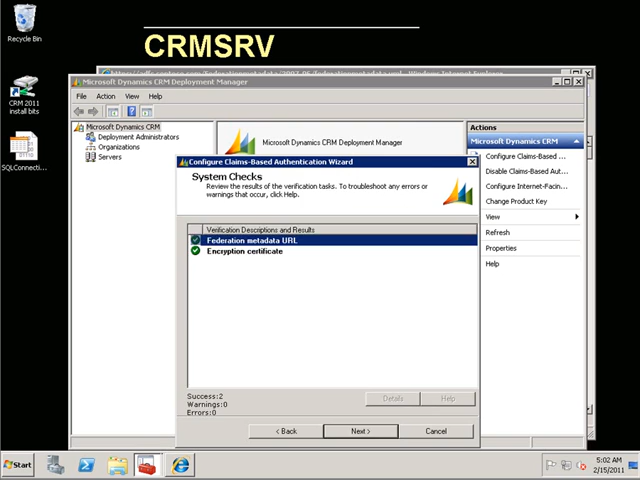 Recycle Bin
CRMSRV
Microsoft Dynamics CRM Deployment Manager
File Action View Help
CRM 2011
install bits
Microsoft Dynamics CRM
Deployment Administrators
Organizations
Servers
Microsoft Dynamics CRM Deployment Manager
Actions
Microsoft Dynamics CRM
Configure Claims-Based ...
Disable Claims-Based Aut...
Configure Internet-Facin...
Change Product Key
View
Refresh
Properties
Help
SQLConnecti...
Configure Claims-Based Authentication Wizard
System Checks
Review the results of the verification tasks. To troubleshoot any errors or
warnings that occur, click Help.
Verification Descriptions and Results
Federation metadata URL
Encryption certificate
Success:2
Warnings:0
Errors:0
Details Help
< Back Next > Cancel
Start
5:02 AM
2/15/2011